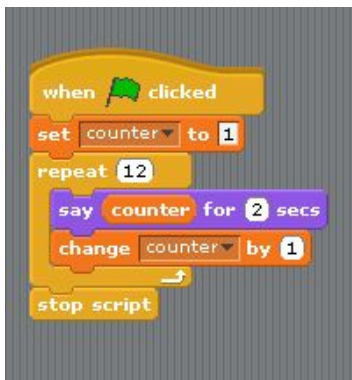 when clicked
set counter to 1
repeat 12
say counter for 2 secs
change counter by 1
stop script